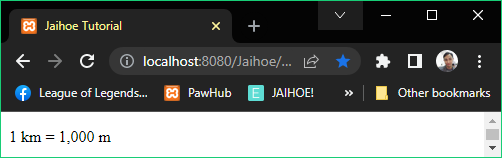 Jaihoe Tutorial
localhost:8080/Jaihoe/...
League of Legends... PawHub JAIHOE! Other bookmarks
1 km = 1,000 m